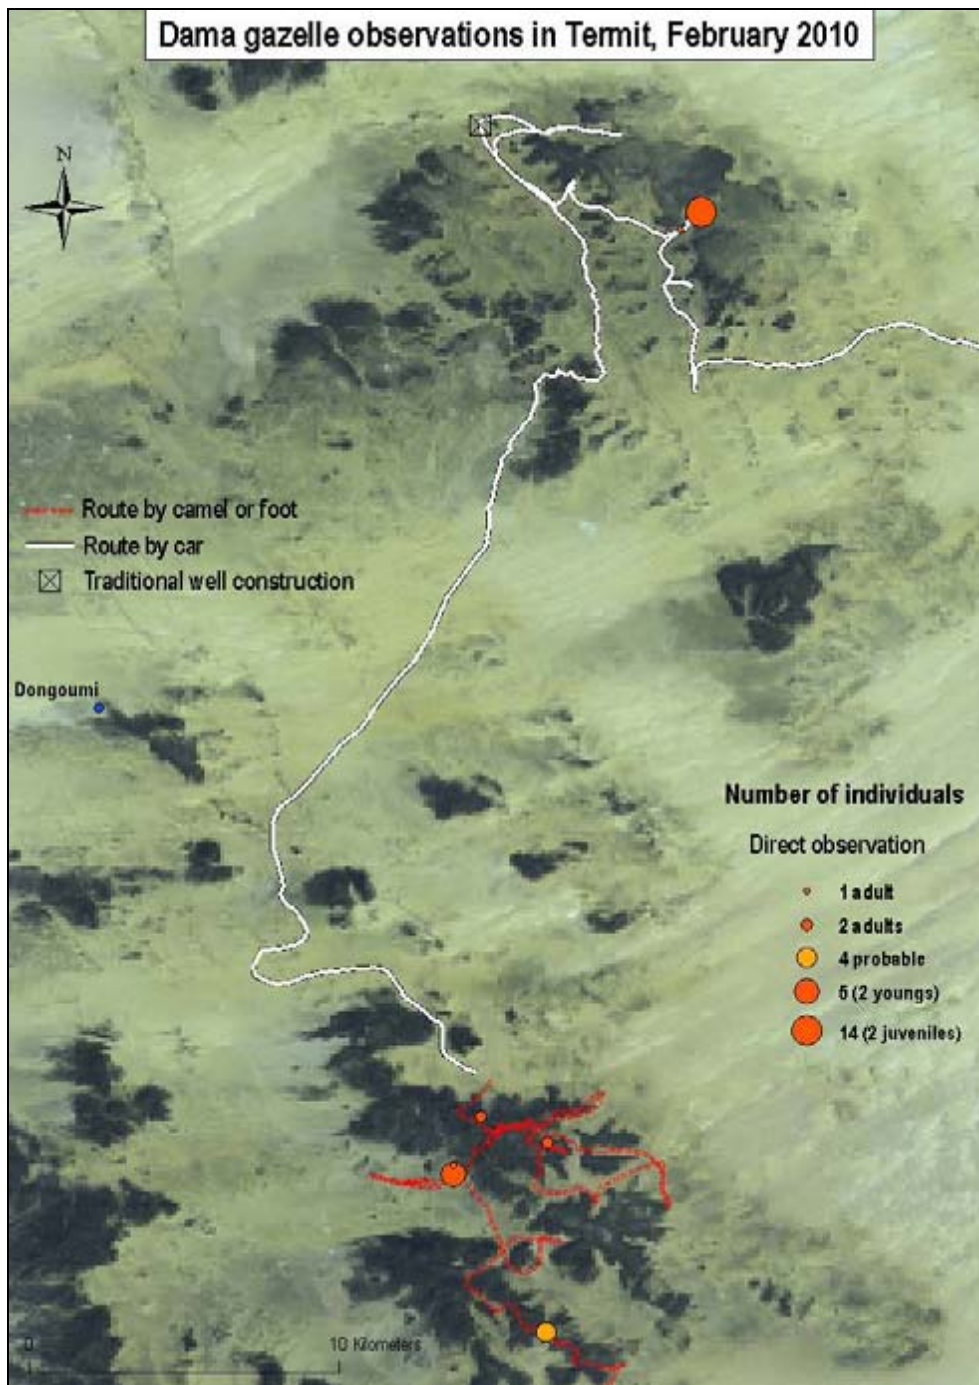 Dama gazelle observations in Termit, February 2010
N
Route by camel or foot
Route by car
Traditional well construction
Dongoumi
Number of individuals
Direct observation
1 adult
2 adults
4 probable
5 (2 youngs)
14 (2 juveniles)
0
10 Kilometers